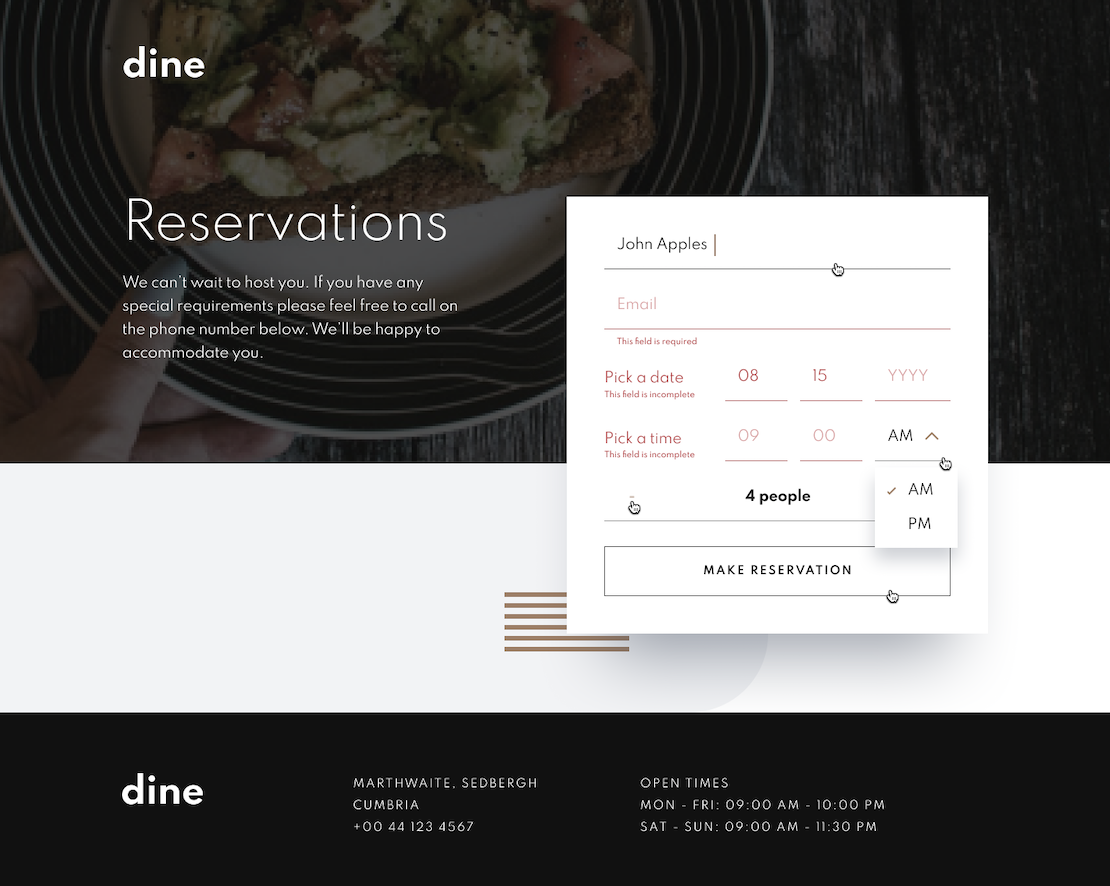 dine
Reservations
We can't wait to host you. If you have any
special requirements please feel free to call on
the phone number below. We'll be happy to
accommodate you.
John Apples
Email
This field is required
Pick a date 08 15 YYYY
This field is incomplete
Pick a time 09 00 AM
This field is incomplete
AM
4 people
PM
MAKE RESERVATION
dine
MARTHWAITE, SEDBERGH
CUMBRIA
+00 44 123 4567
OPEN TIMES
MON - FRI: 09:00 AM - 10:00 PM
SAT - SUN: 09:00 AM - 11:30 PM